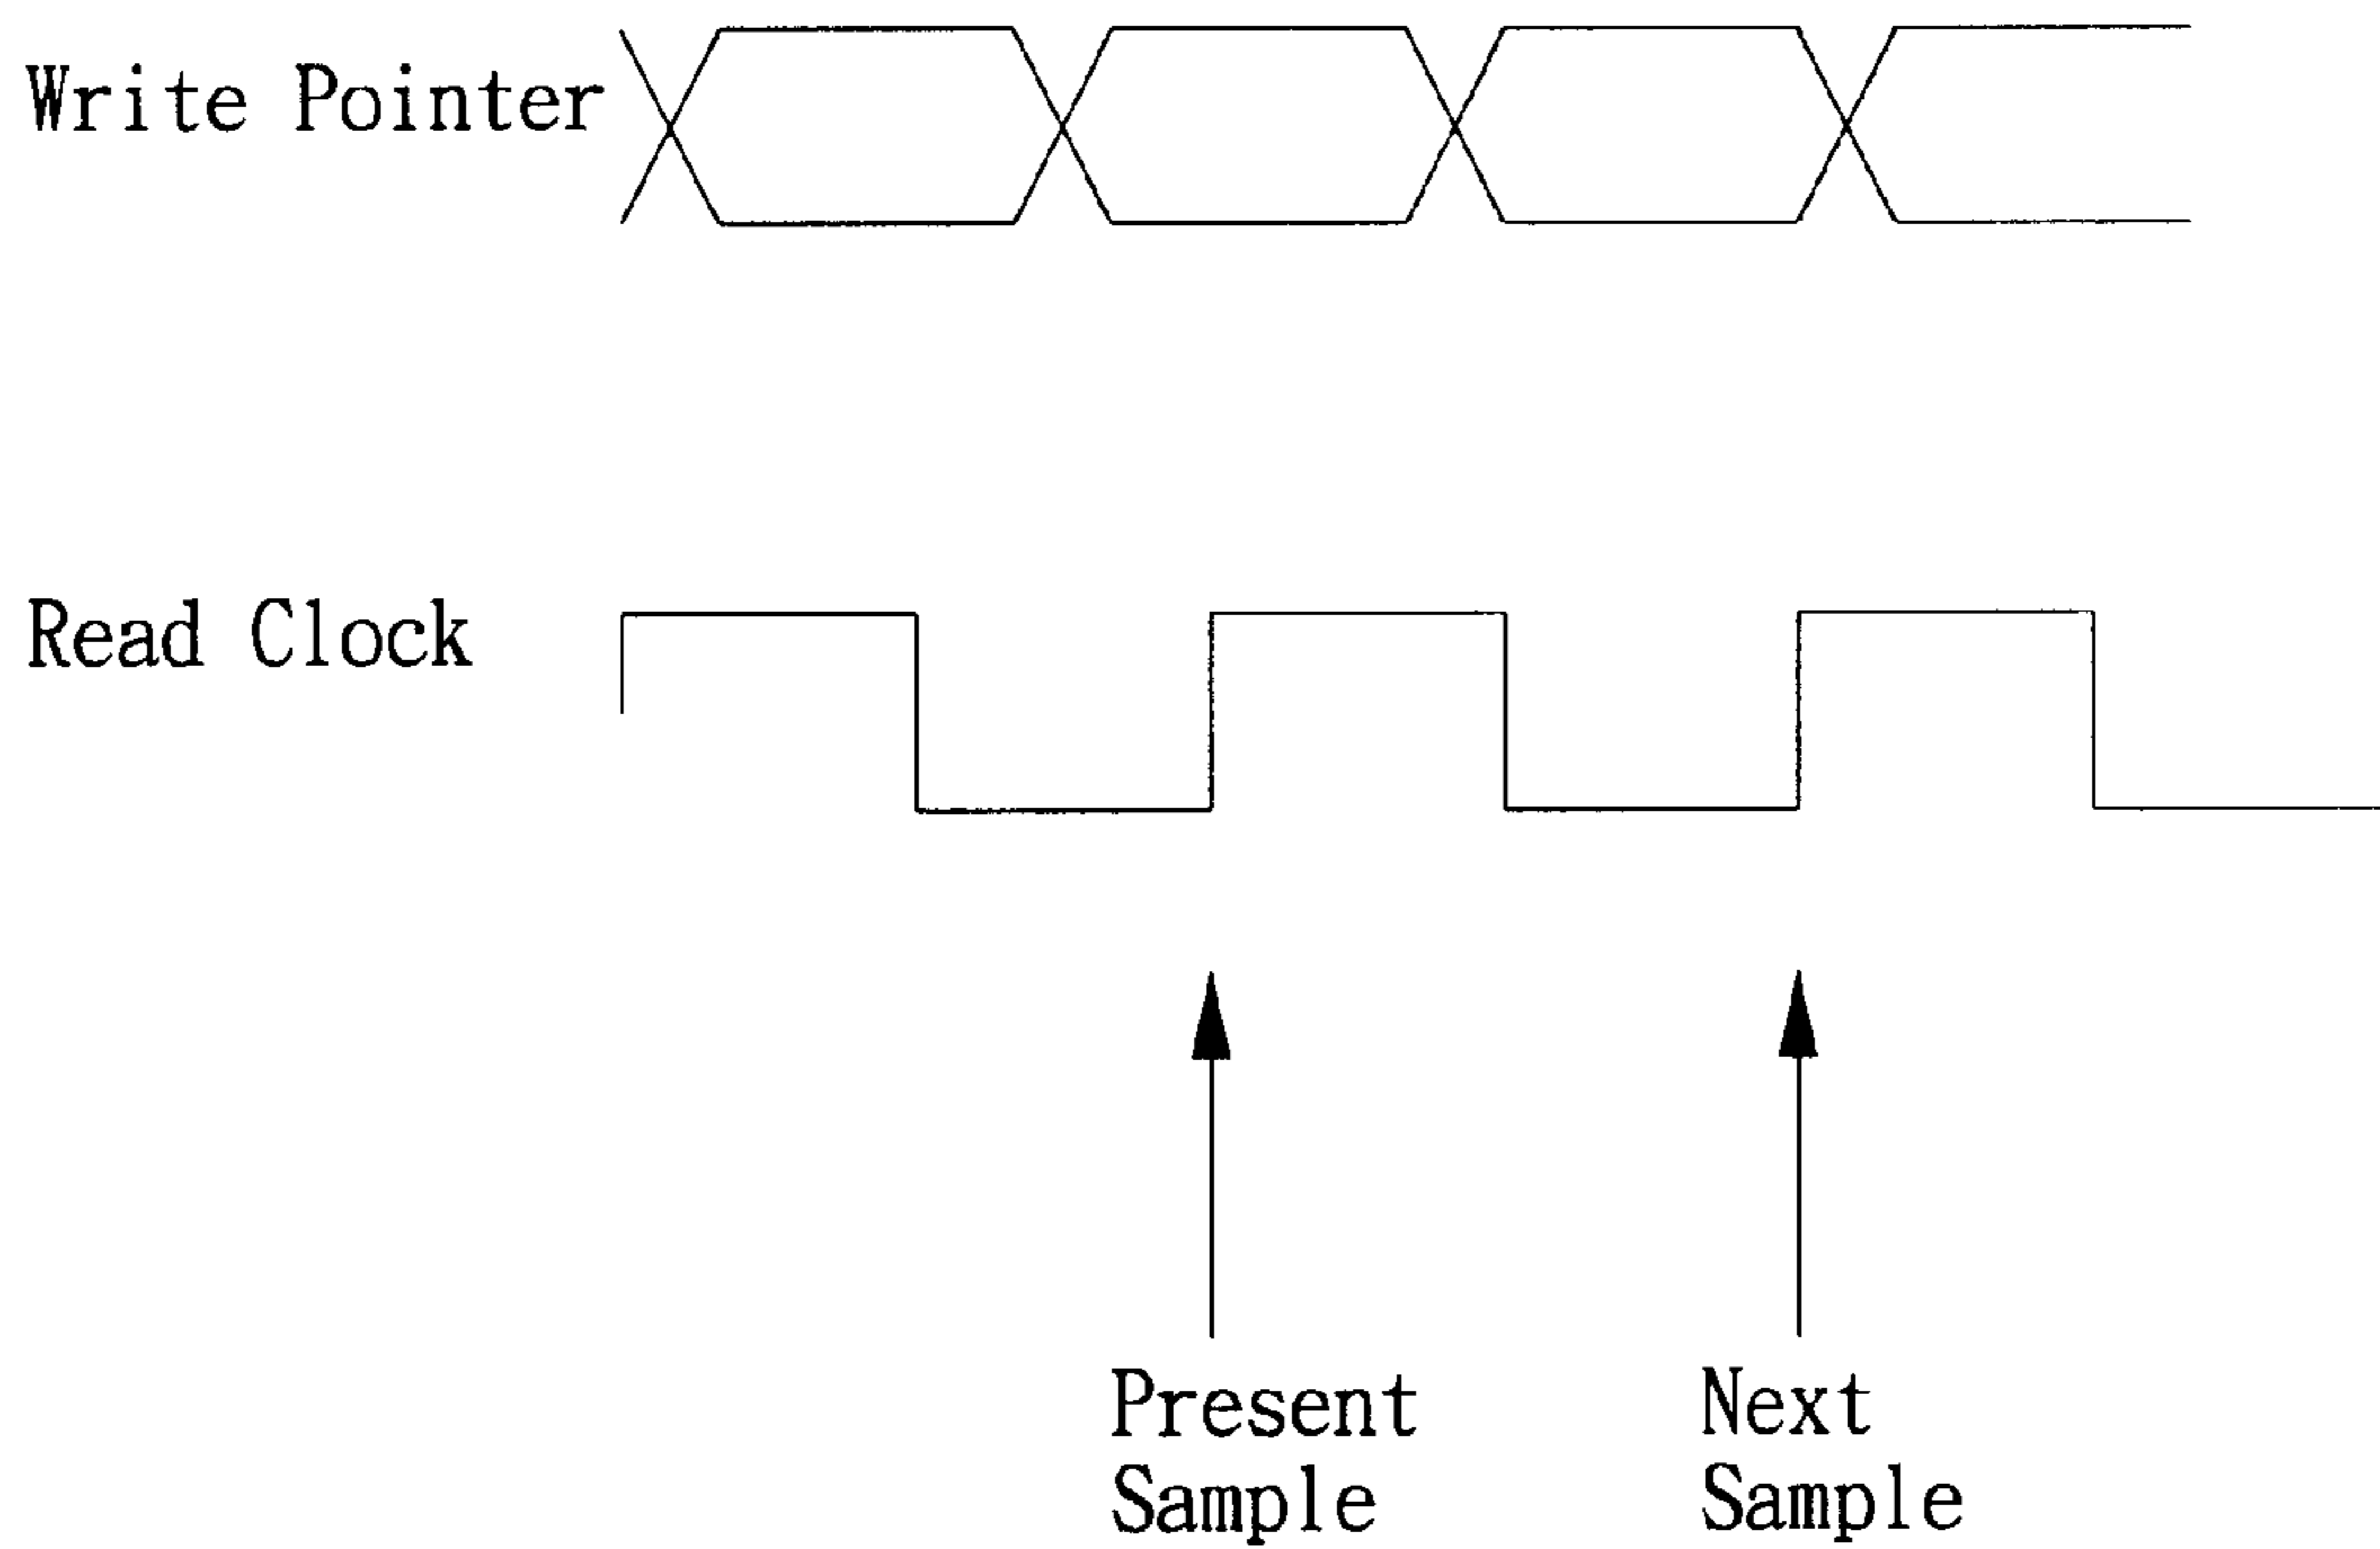 Write Pointer
Read Clock
Present
Sample
Next
Sample